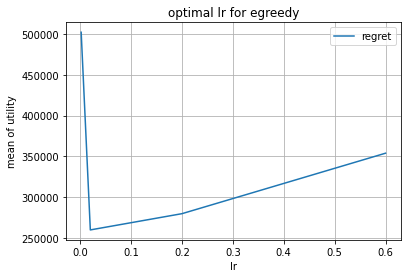 optimal lr for egreedy
regret
mean of utility
500000
450000
400000
350000
300000
250000
0.0 0.1 0.2 0.3 0.4 0.5 0.6
lr